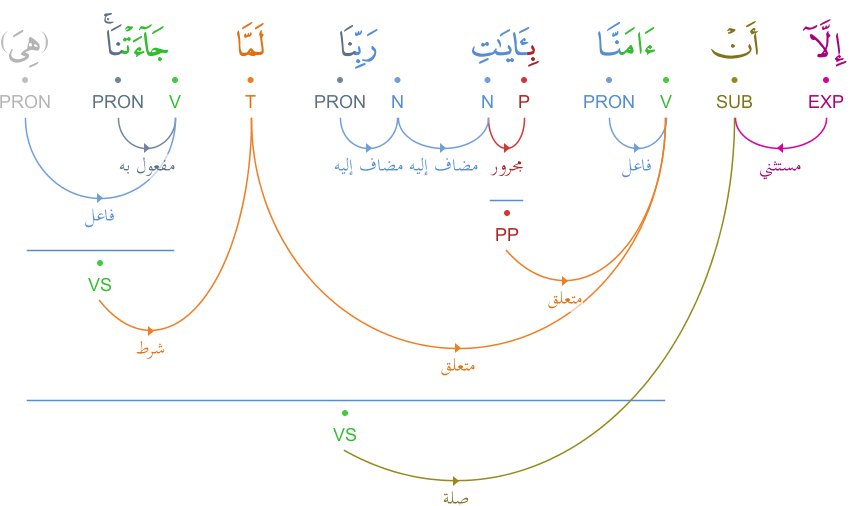 إِلَّآ أَنْ ءَامَنَّا بِـَٔايَـٰتِ رَبِّنَا لَمَّا جَآءَتْنَا ۚ (هِىَ)
EXP SUB V PRON P N N PRON T V PRON PRON
مستثني فاعل مجرور مضاف إليه مضاف إليه مفعول به
فاعل
PP
VS
متعلق
شرط
متعلق
VS
صلة